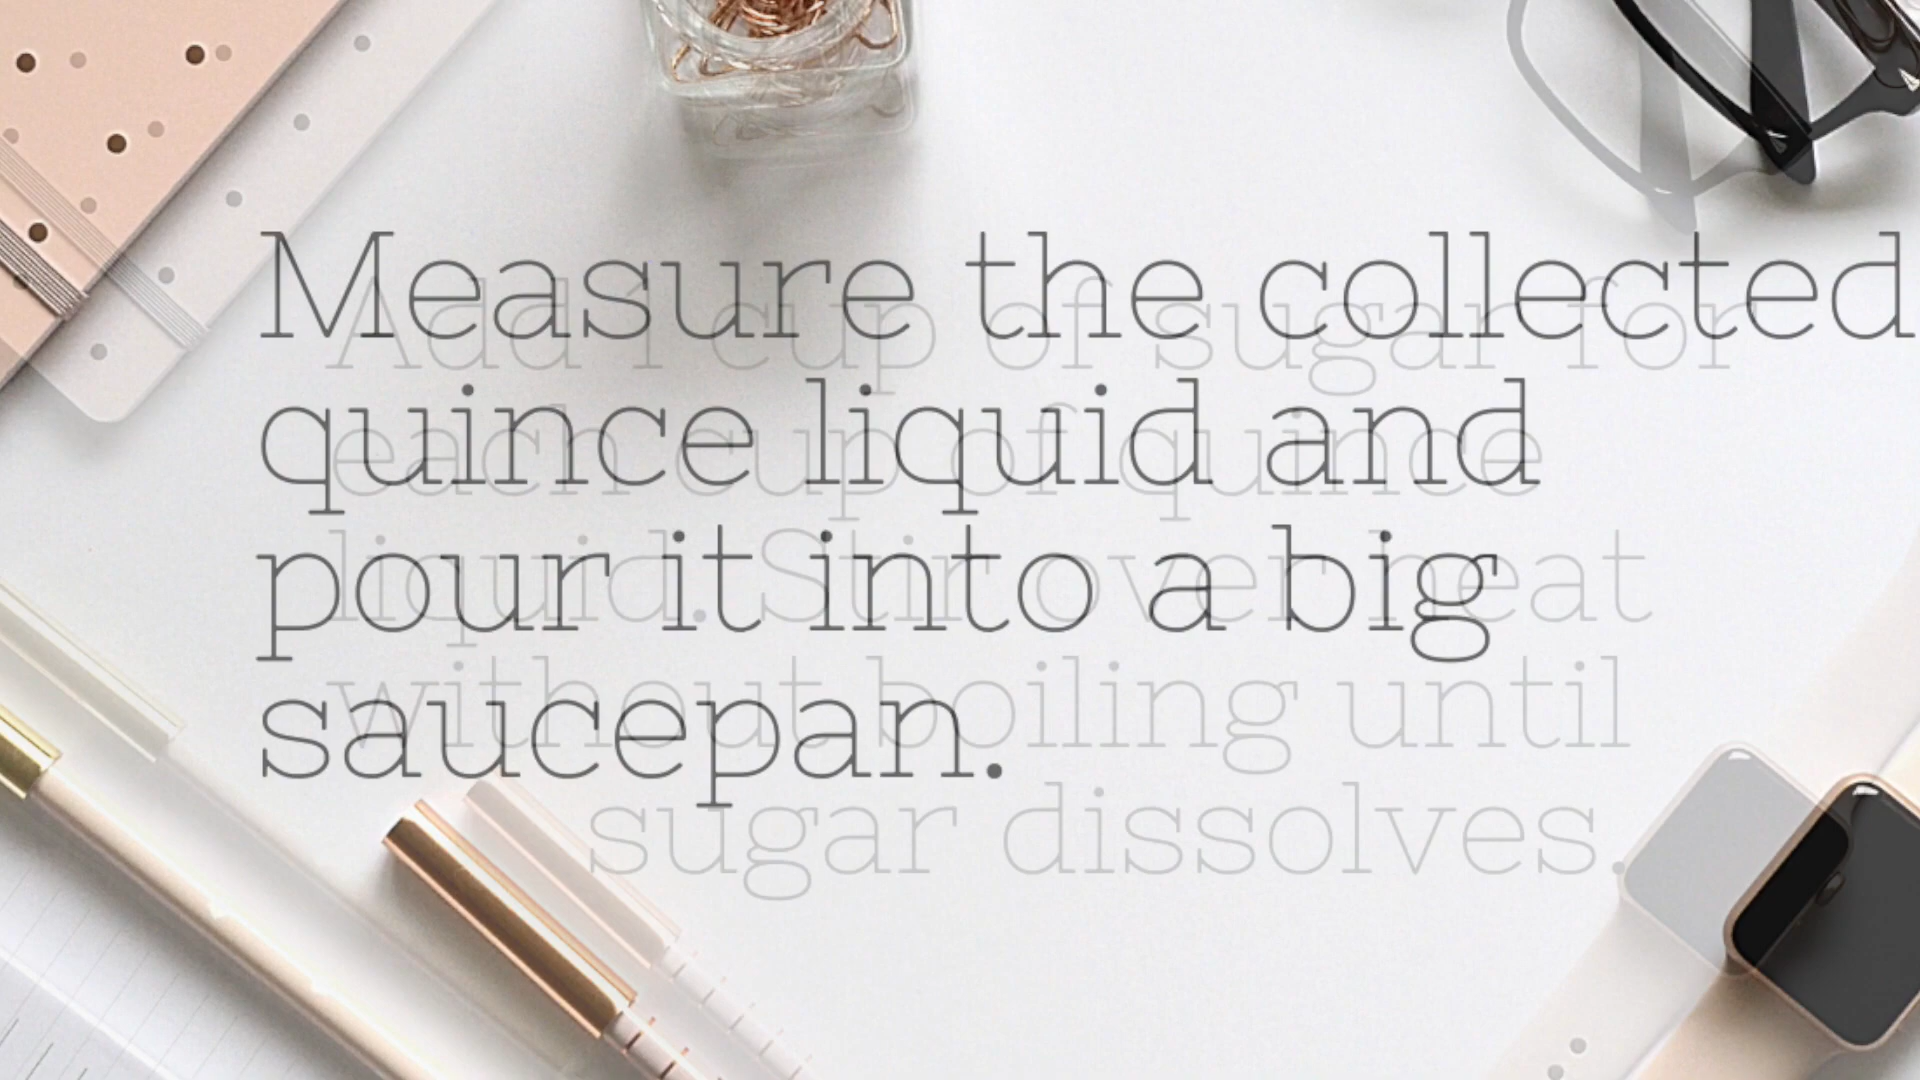 Measure the collected
quince liquid and
pour it into a big
saucepan.
Add 1 cup of sugar for
each cup of quince
liquid. Stir over heat
without boiling until
sugar dissolves.